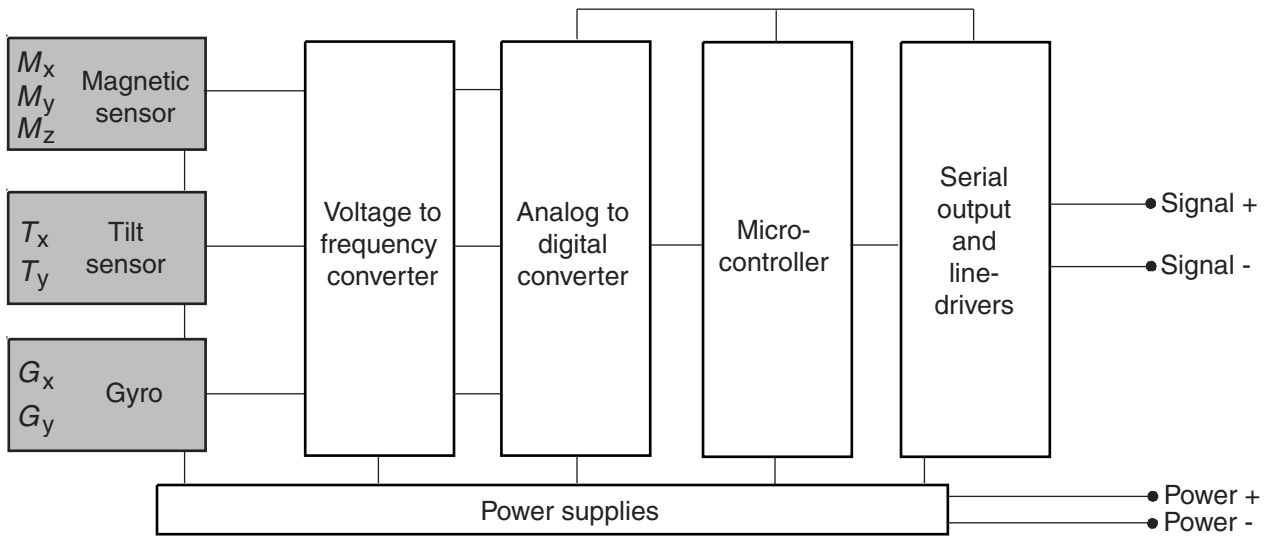 Mx
My
Mz
Magnetic
sensor
Tx
Ty
Tilt
sensor
Gx
Gy
Gyro
Voltage to
frequency
converter
Analog to
digital
converter
Micro-
controller
Serial
output
and
line-
drivers
Signal +
Signal -
Power supplies
Power +
Power -